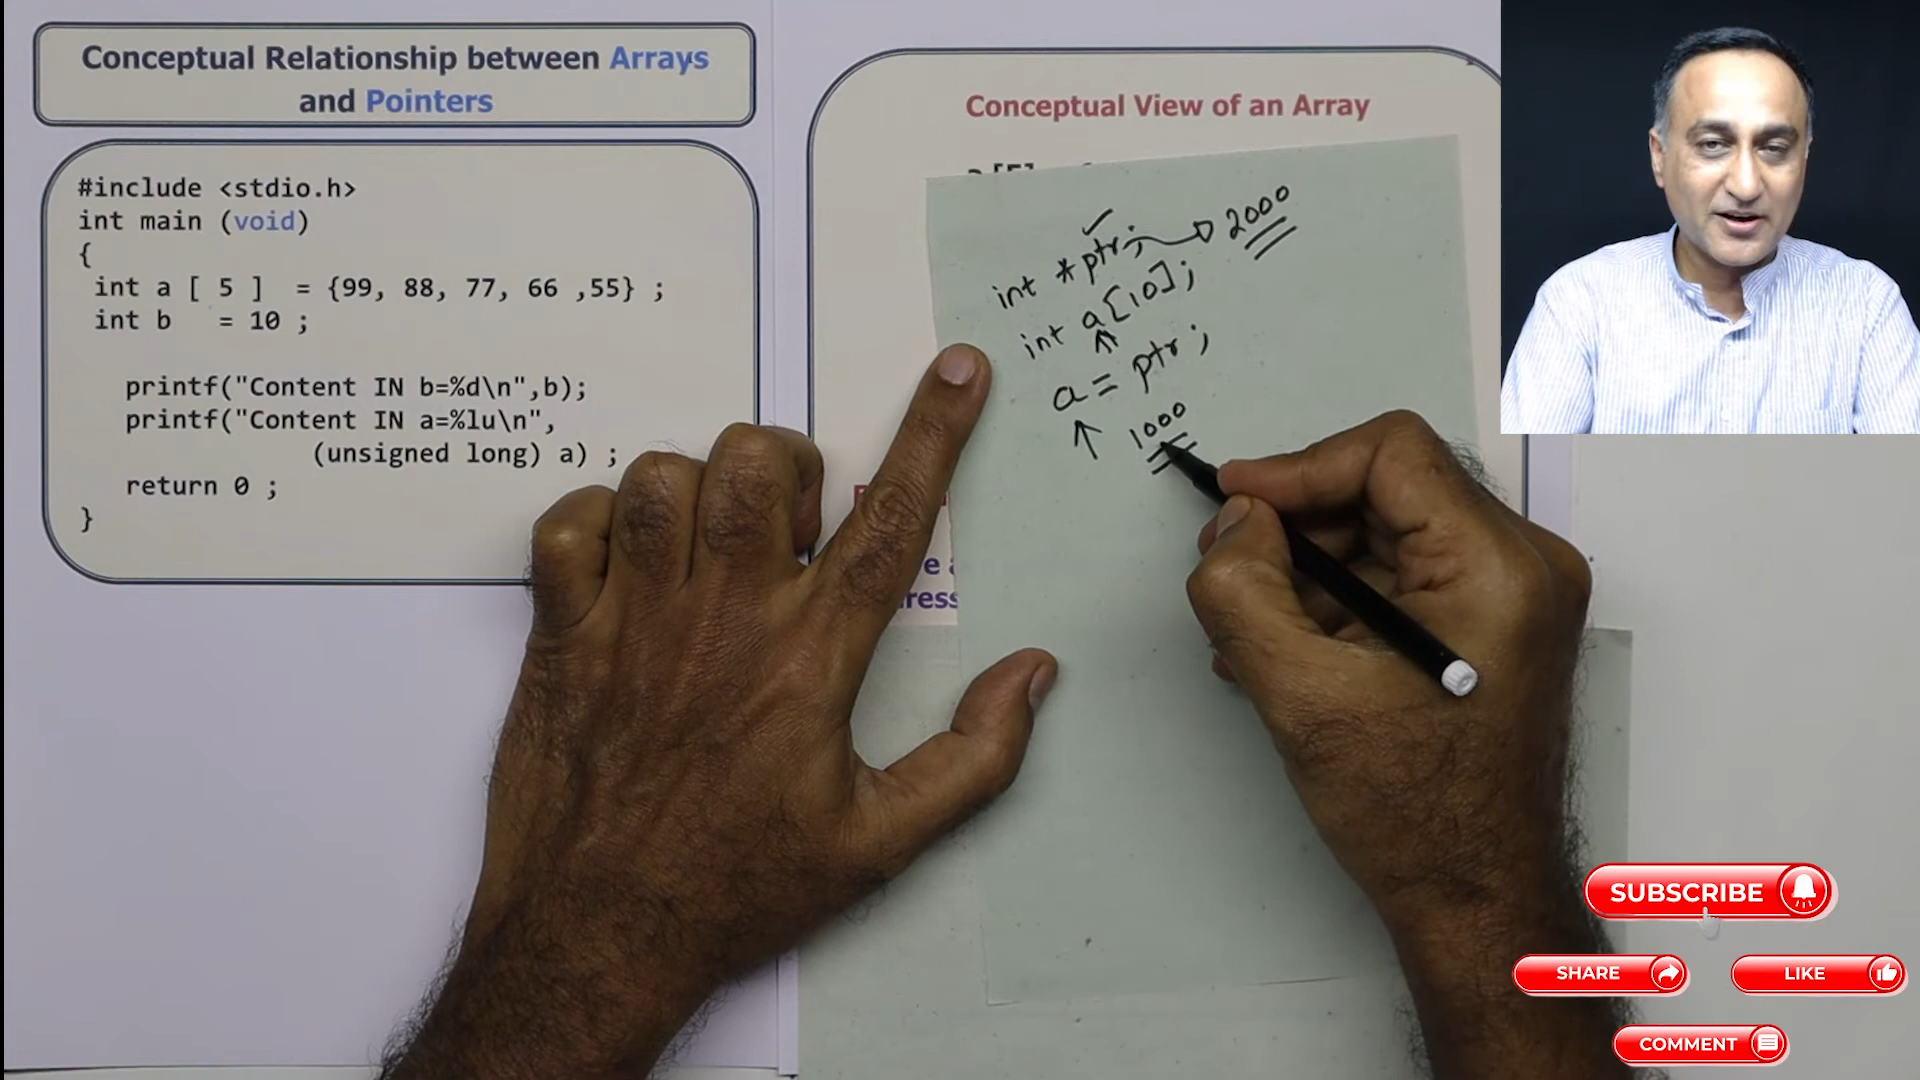 Conceptual Relationship between Arrays
and Pointers
#include <stdio.h>
int main (void)
{
int a [ 5 ] = {99, 88, 77, 66 ,55} ;
int b = 10 ;
printf("Content IN b=%d\n",b);
printf("Content IN a=%lu\n",
(unsigned long) a) ;
return 0 ;
}
Conceptual View of an Array
int *ptr; 2000
int a[10];
a = ptr;
1000
SUBSCRIBE
SHARE LIKE
COMMENT